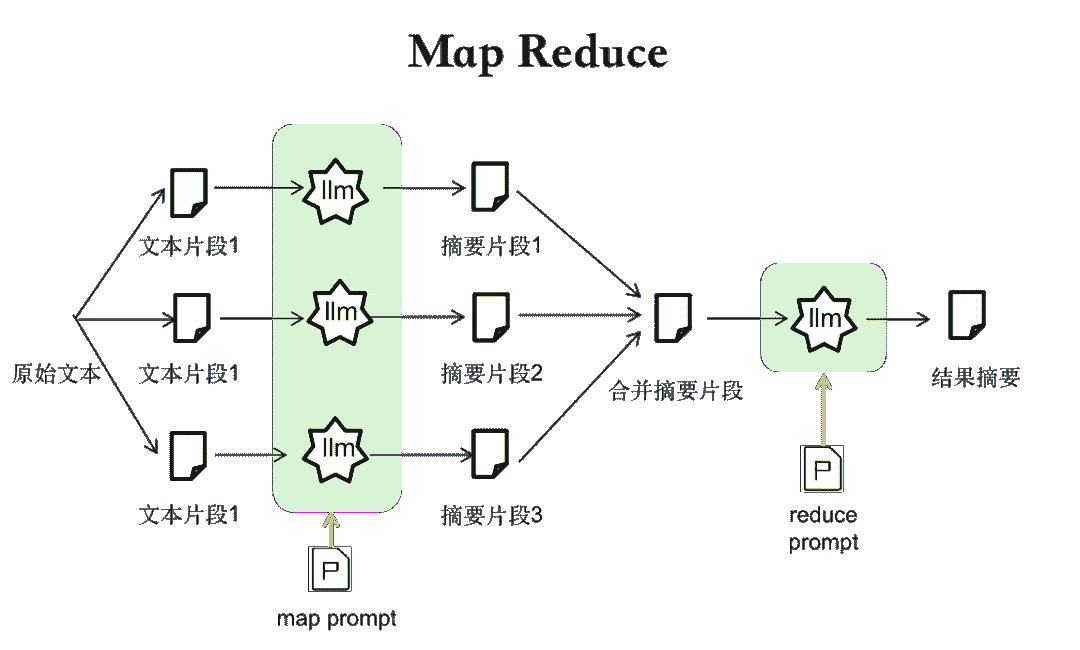 Map Reduce
llm
文本片段1
摘要片段1
llm
原始文本
文本片段1
摘要片段2
合并摘要片段
llm
结果摘要
llm
文本片段1
摘要片段3
P
map prompt
P
reduce
prompt